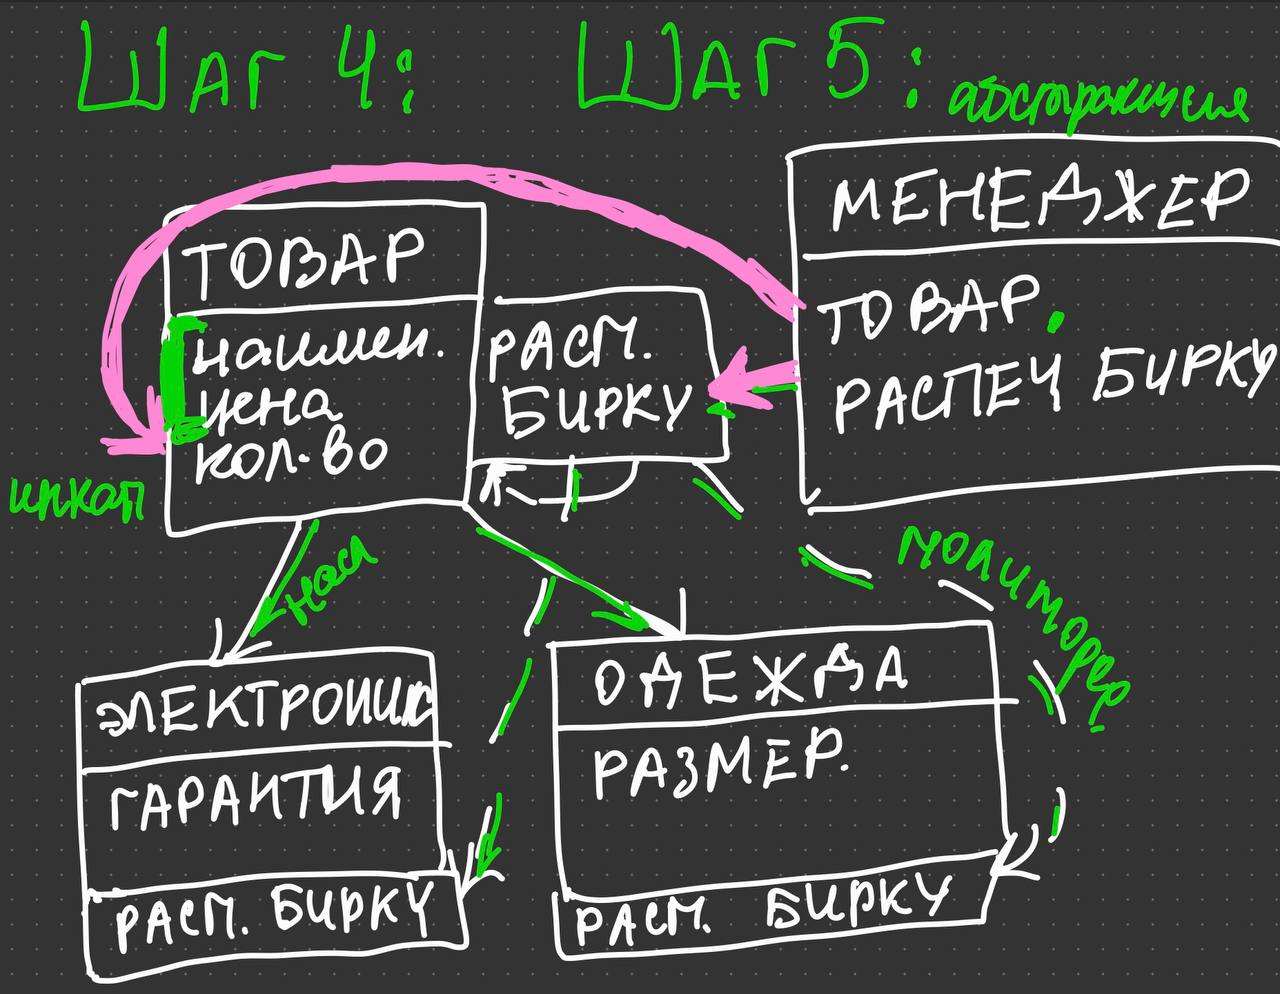 ШАГ 4:
ШАГ 5:
абстракция
МЕНЕДЖЕР
ТОВАР.
РАСПЕЧ БИРКУ
ТОВАР
наимен.
цена
кол-во
РАСП.
БИРКУ
инкап
насл
полиморф.
ЭЛЕКТРОНИК
ГАРАНТИЯ
РАСП. БИРКУ
ОДЕЖДА
РАЗМЕР.
РАСП. БИРКУ